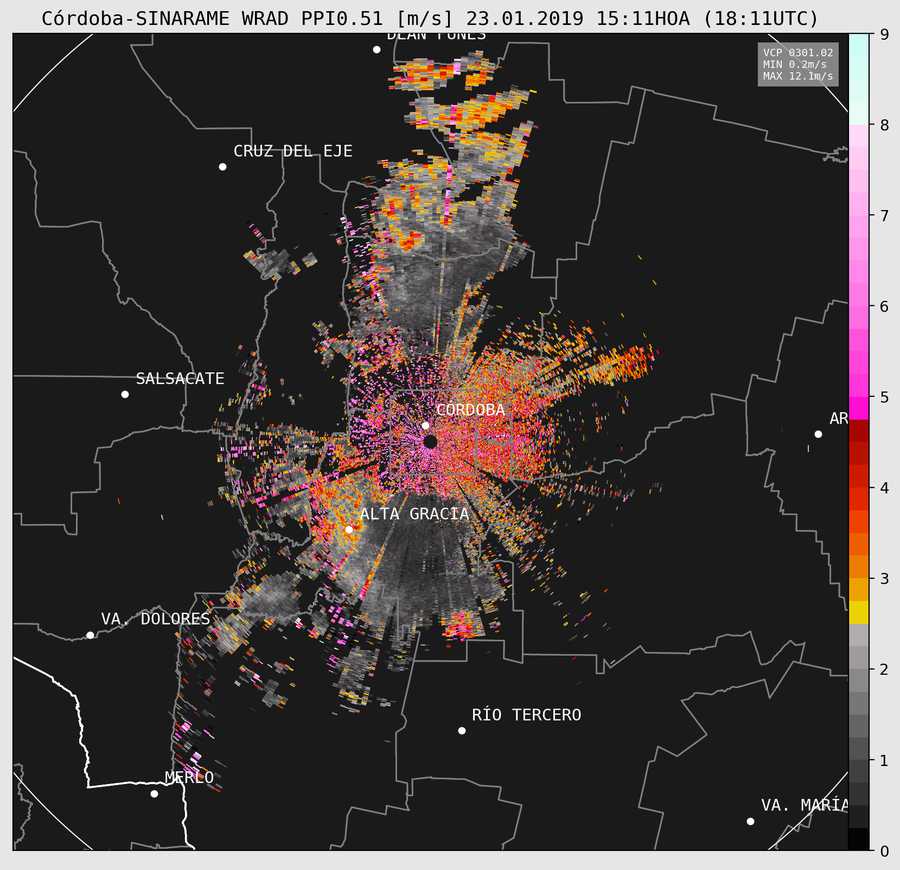 Córdoba-SINARAME WRAD PPI0.51 [m/s] 23.01.2019 15:11HOA (18:11UTC)
DEAN FUNES
VCP 0301.02
MIN 0.2m/s
MAX 12.1m/s
CRUZ DEL EJE
SALSACATE
CÓRDOBA
AR
ALTA GRACIA
VA. DOLORES
RÍO TERCERO
MERLO
VA. MARÍA
9
8
7
6
5
4
3
2
1
0